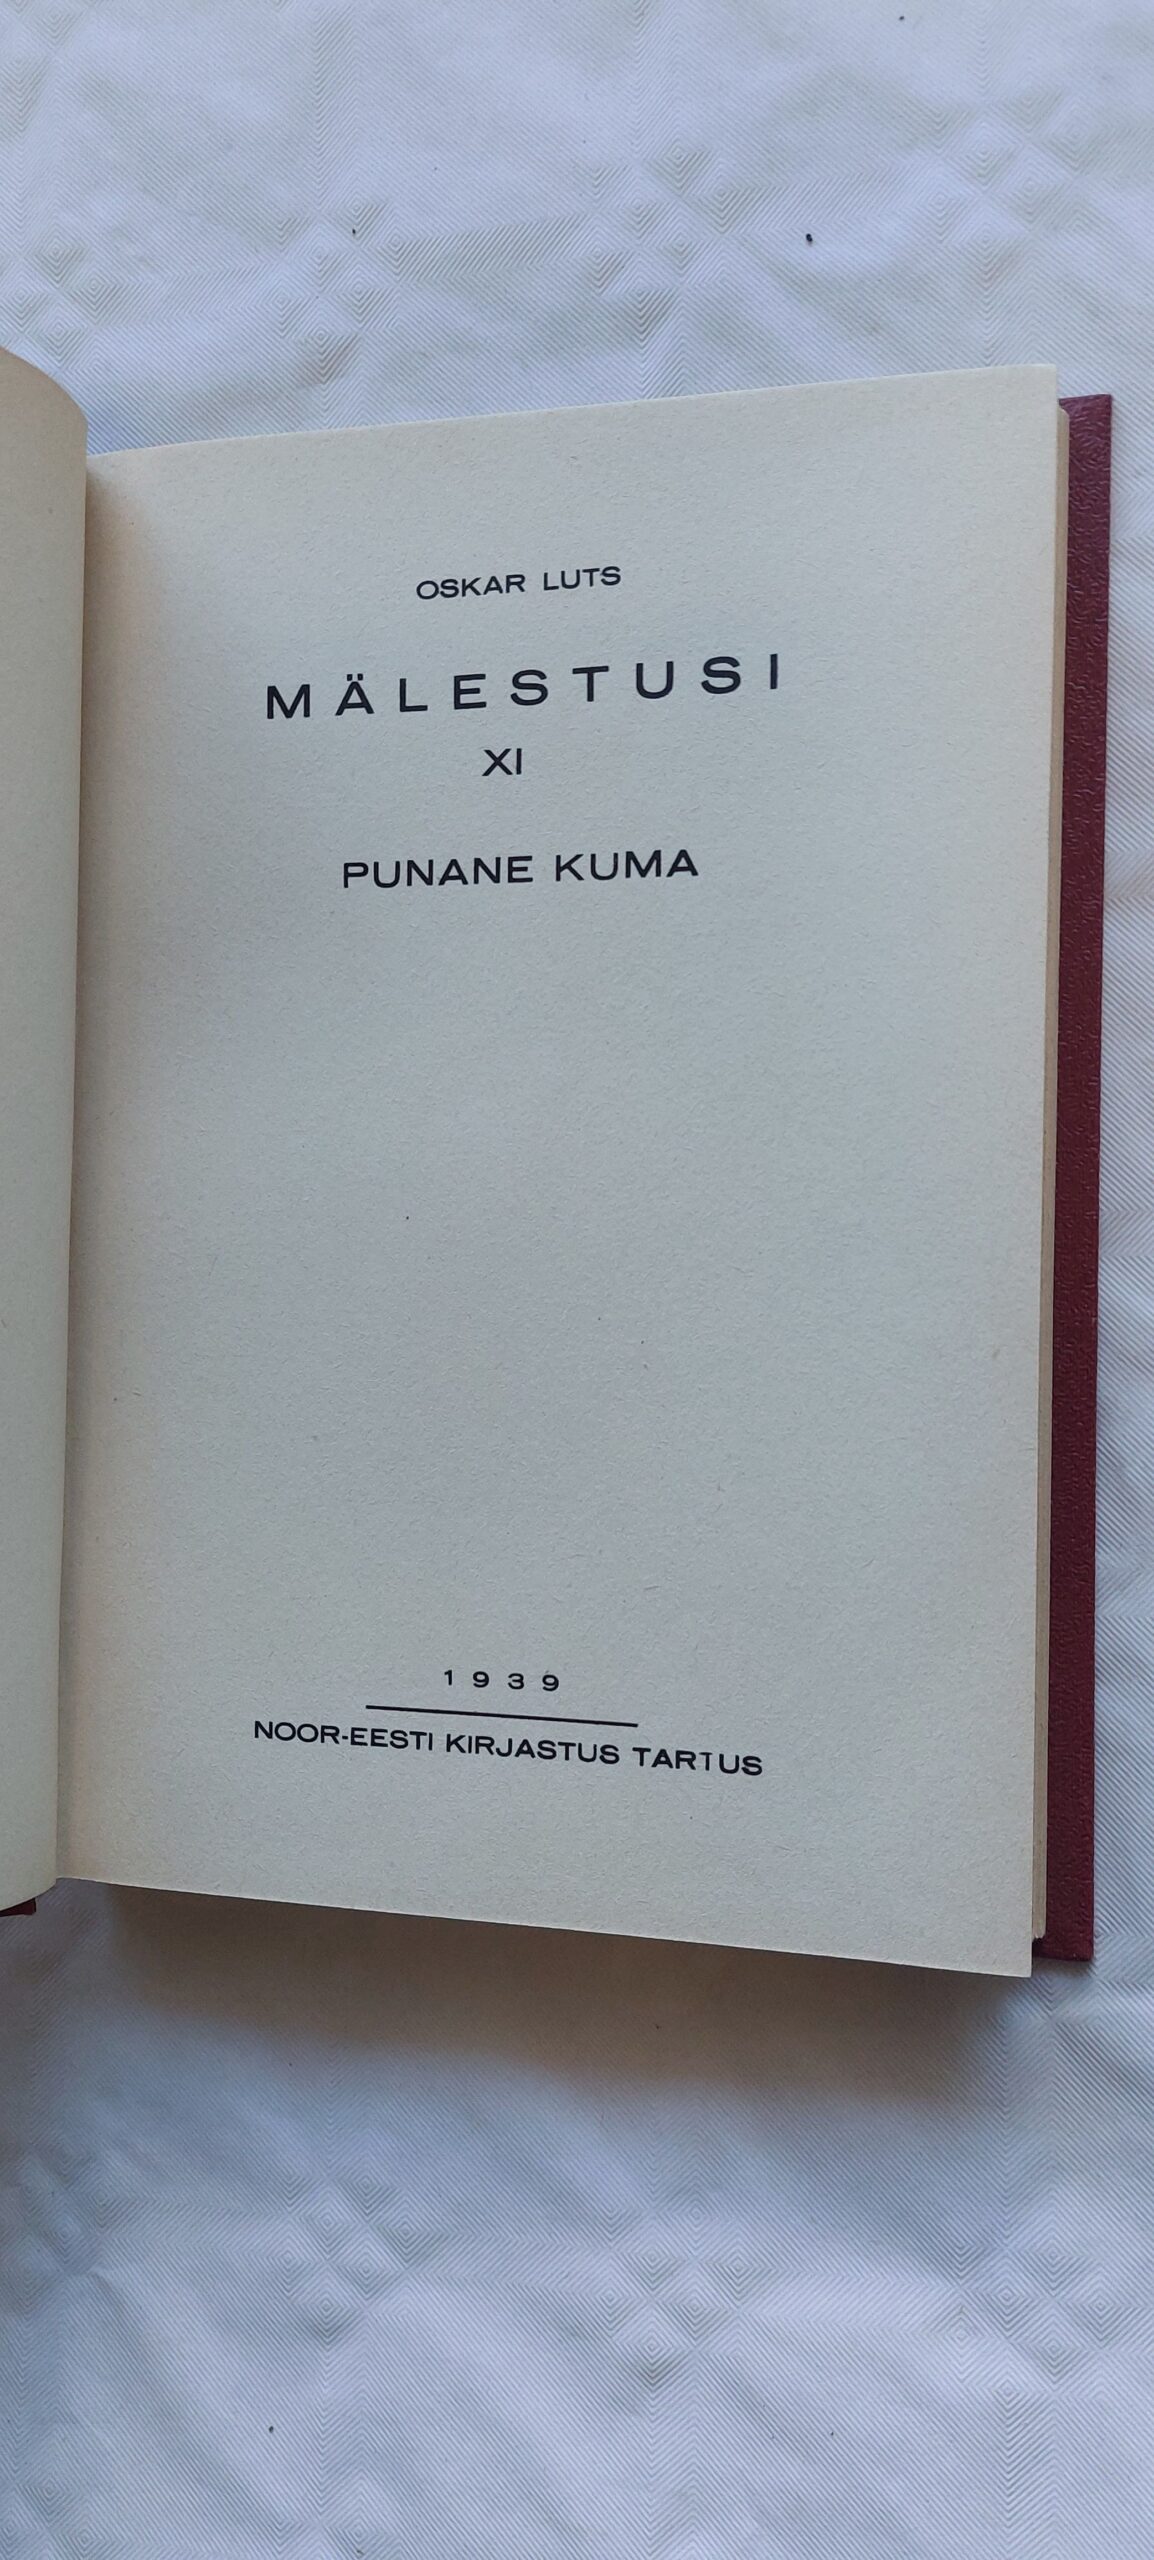 OSKAR LUTS
MÄLESTUSI
XI
PUNANE KUMA
1939
NOOR-EESTI KIRJASTUS TARTUS